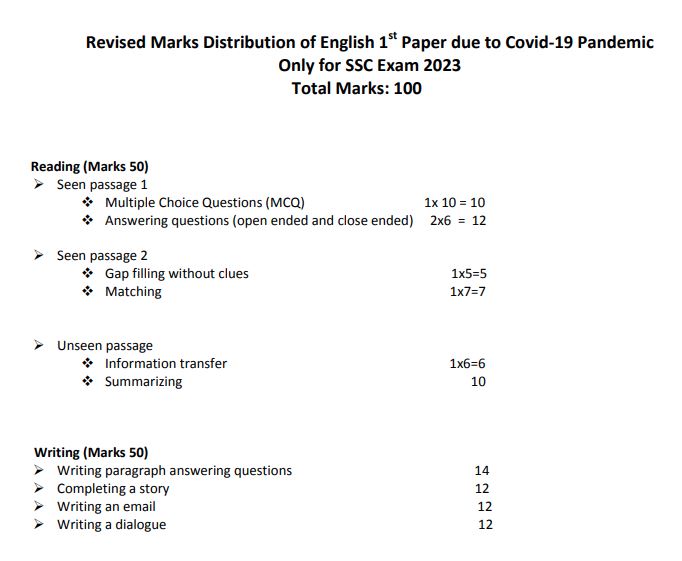 Revised Marks Distribution of English 1st Paper due to Covid-19 Pandemic
Only for SSC Exam 2023
Total Marks: 100
Reading (Marks 50)
➢ Seen passage 1
❖ Multiple Choice Questions (MCQ) 1x 10 = 10
❖ Answering questions (open ended and close ended) 2x6 = 12
➢ Seen passage 2
❖ Gap filling without clues 1x5=5
❖ Matching 1x7=7
➢ Unseen passage
❖ Information transfer 1x6=6
❖ Summarizing 10
Writing (Marks 50)
➢ Writing paragraph answering questions 14
➢ Completing a story 12
➢ Writing an email 12
➢ Writing a dialogue 12